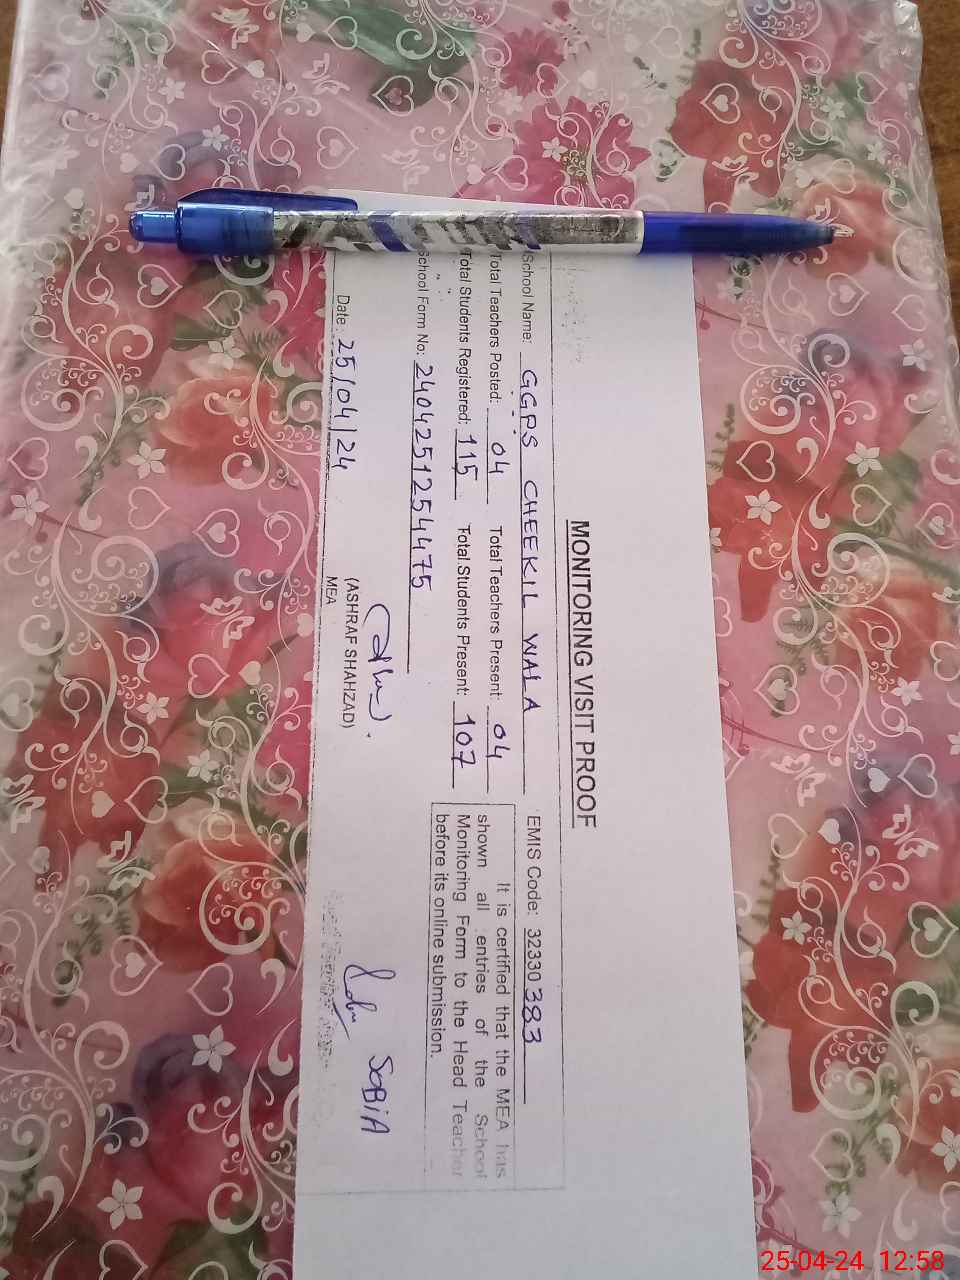 MONITORING VISIT PROOF
School Name: GGPS CHEEKIL WALA EMIS Code: 32330383
Total Teachers Posted: 04 Total Teachers Present: 04
Total Students Registered: 115 Total Students Present: 107
School Form No: 2404251254475
It is certified that the MEA has
shown all entries of the School
Monitoring Form to the Head Teacher
before its online submission.
Date: 25/04/24
(ASHRAF SHAHZAD)
MEA
SOBIA
25-04-24 12:58